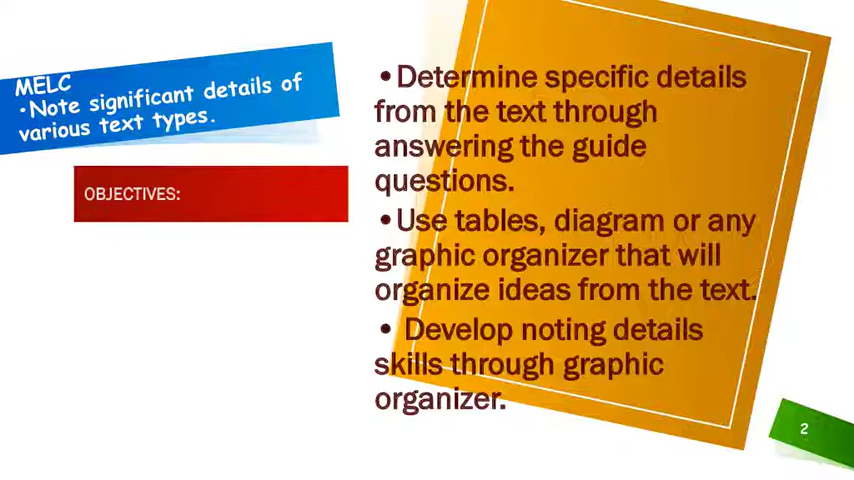 MELC
•Note significant details of
various text types.
OBJECTIVES:
•Determine specific details
from the text through
answering the guide
questions.
•Use tables, diagram or any
graphic organizer that will
organize ideas from the text.
• Develop noting details
skills through graphic
organizer.
2